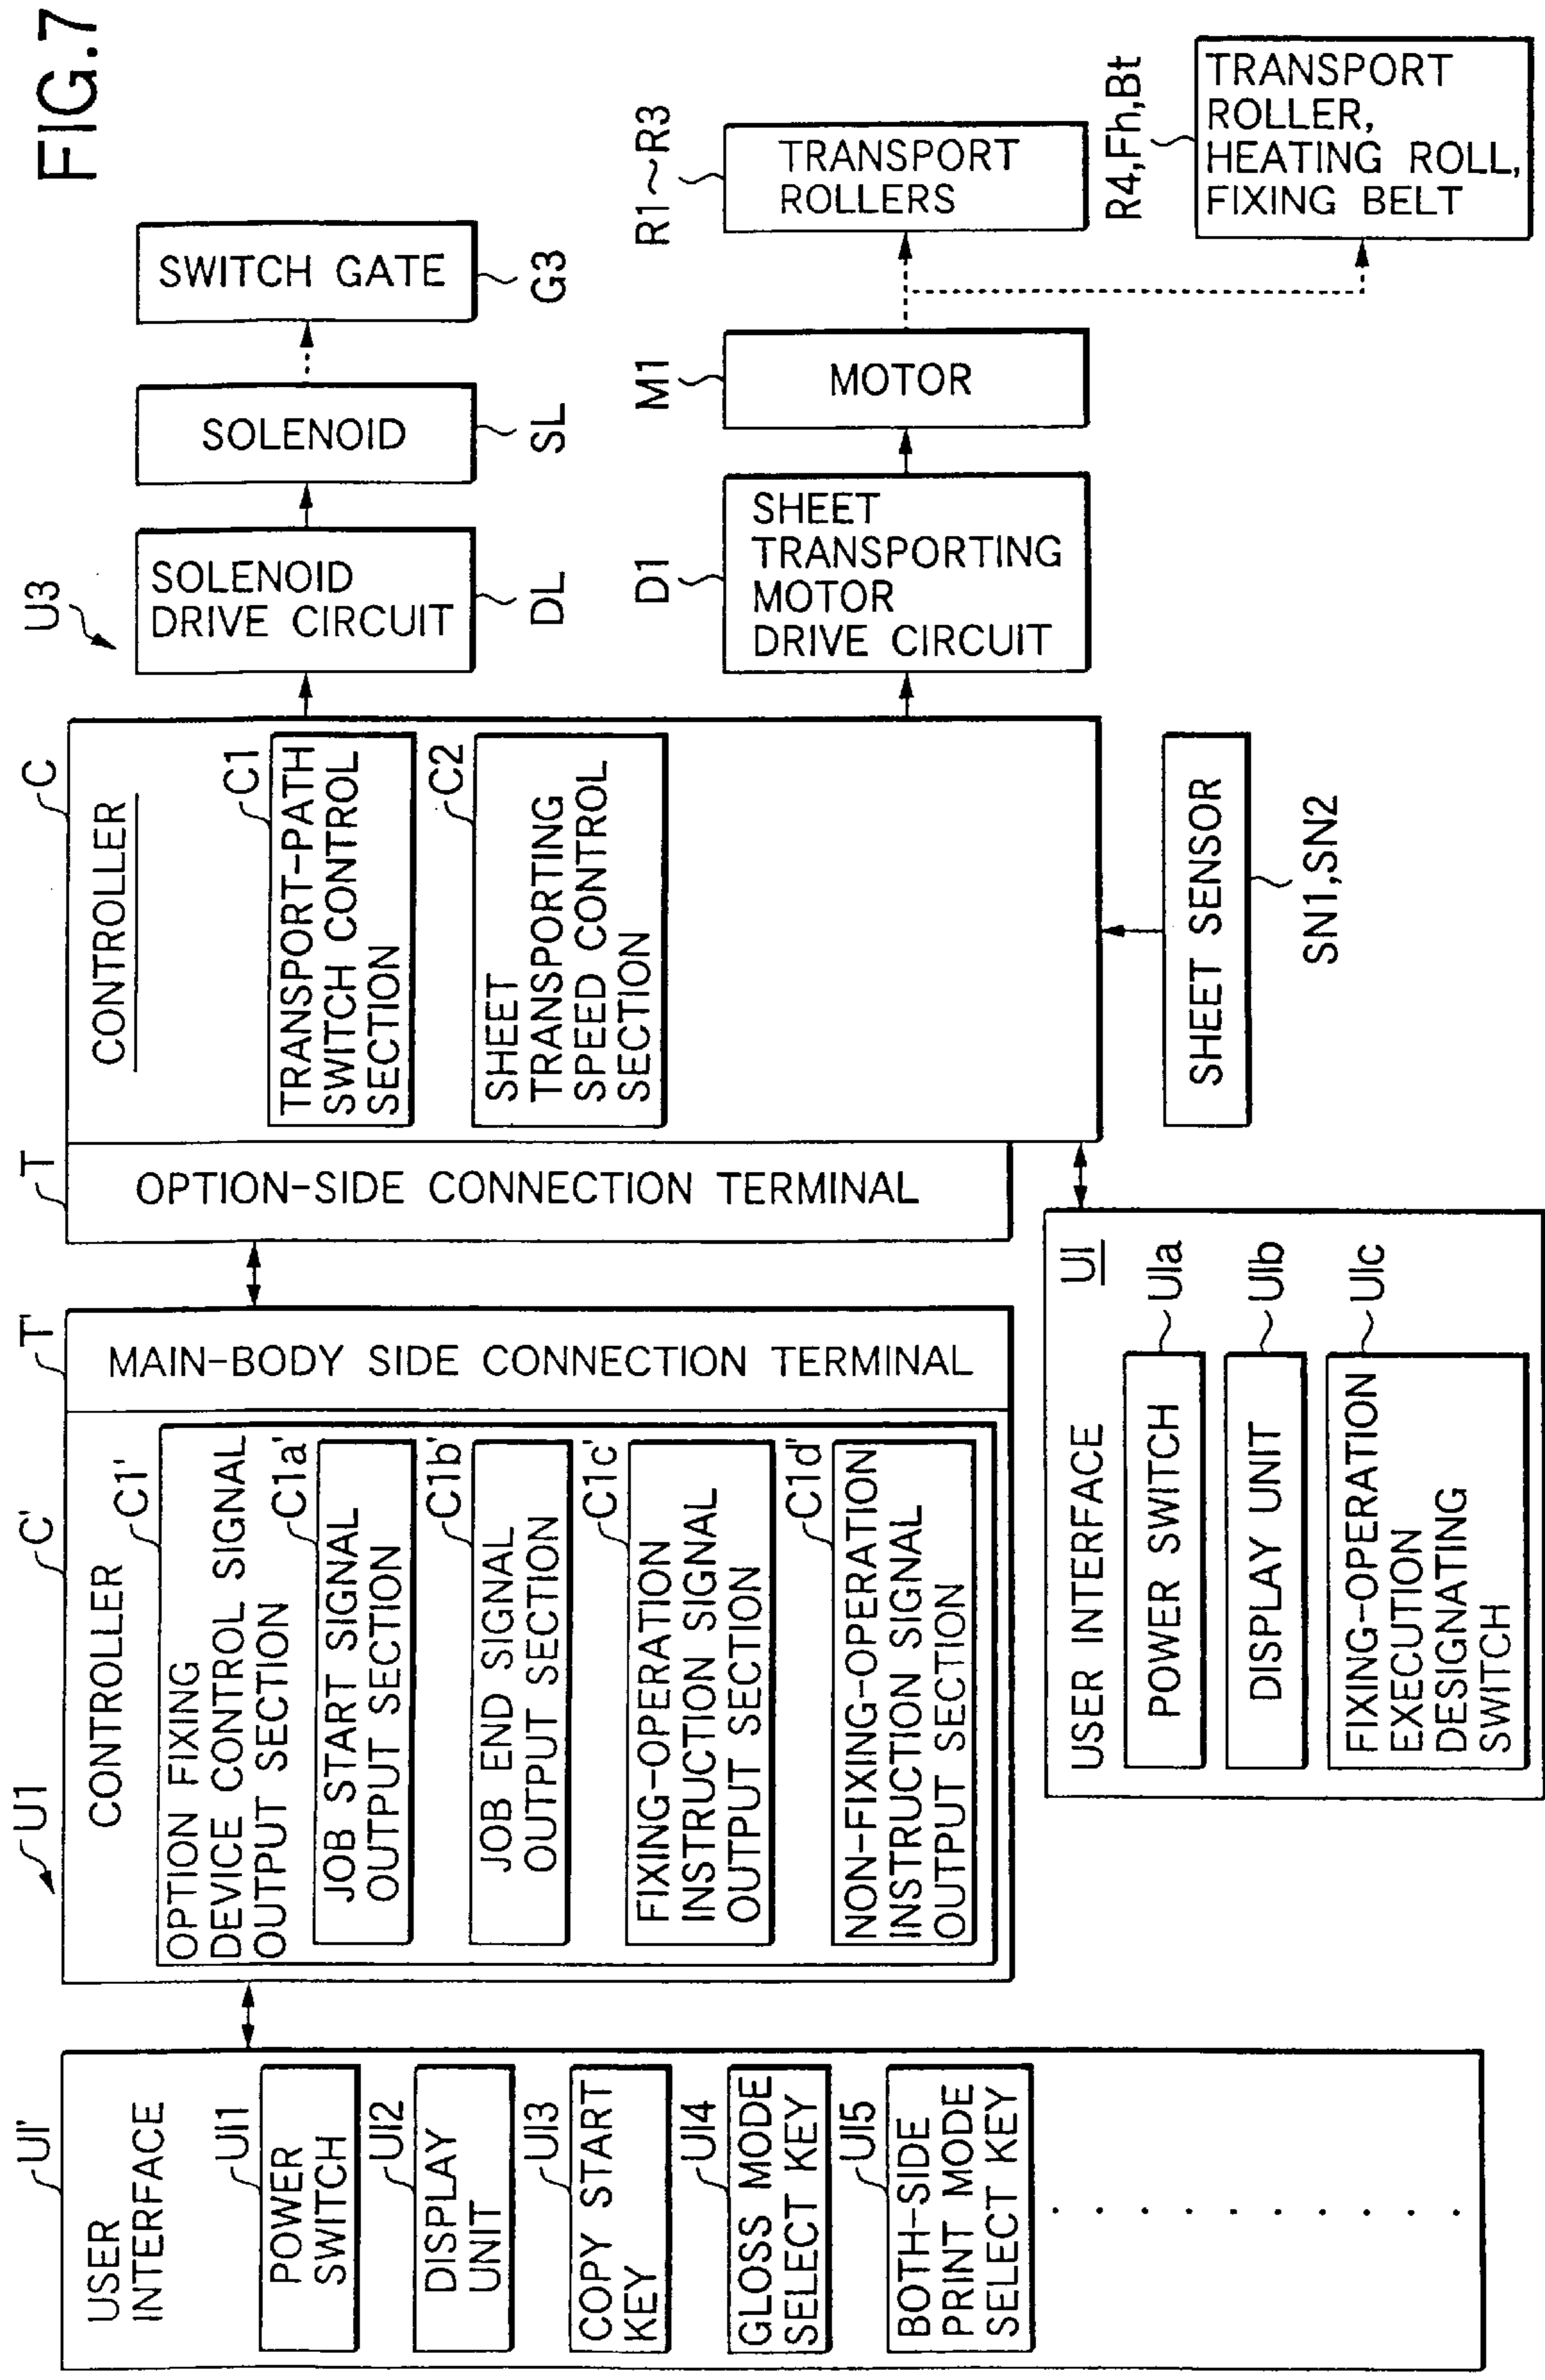 FIG.7
UI'
USER
INTERFACE
UI1
POWER
SWITCH
UI2
DISPLAY
UNIT
UI3
COPY START
KEY
UI4
GLOSS MODE
SELECT KEY
UI5
BOTH-SIDE
PRINT MODE
SELECT KEY
. . . . . . . . . .
U1
C'
CONTROLLER
C1'
OPTION FIXING
DEVICE CONTROL SIGNAL
OUTPUT SECTION
C1a'
JOB START SIGNAL
OUTPUT SECTION
C1b'
JOB END SIGNAL
OUTPUT SECTION
C1c'
FIXING-OPERATION
INSTRUCTION SIGNAL
OUTPUT SECTION
C1d'
NON-FIXING-OPERATION
INSTRUCTION SIGNAL
OUTPUT SECTION
T'
MAIN-BODY SIDE CONNECTION TERMINAL
T
OPTION-SIDE CONNECTION TERMINAL
C
CONTROLLER
C1
TRANSPORT-PATH
SWITCH CONTROL
SECTION
C2
SHEET
TRANSPORTING
SPEED CONTROL
SECTION
USER INTERFACE
UI
POWER SWITCH
UIa
DISPLAY UNIT
UIb
FIXING-OPERATION
EXECUTION
DESIGNATING
SWITCH
UIc
SHEET SENSOR
SN1,SN2
U3
SOLENOID
DRIVE CIRCUIT
DL
SOLENOID
SL
SWITCH GATE
G3
D1
SHEET
TRANSPORTING
MOTOR
DRIVE CIRCUIT
M1
MOTOR
R1~R3
TRANSPORT
ROLLERS
R4,Fh,Bt
TRANSPORT
ROLLER,
HEATING ROLL,
FIXING BELT